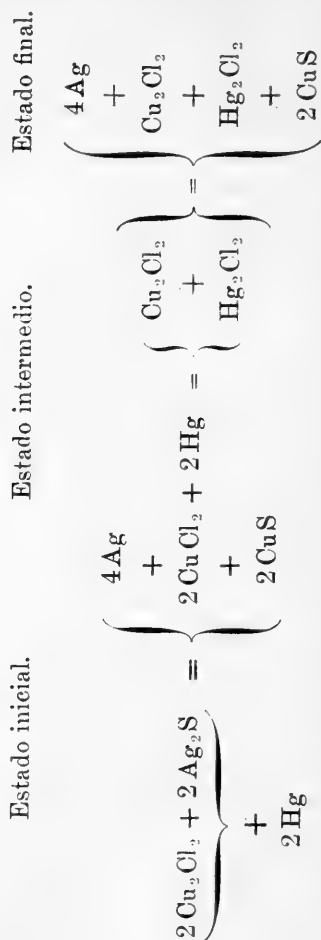 Estado inicial.
Estado intermedio.
Estado final.
2 Cu₂Cl₂ + 2 Ag₂S
+
2 Hg
=
4 Ag
+
2 CuCl₂ + 2 Hg
+
2 CuS
=
Cu₂Cl₂
+
Hg₂Cl₂
=
4 Ag
+
Cu₂Cl₂
+
Hg₂Cl₂
+
2 CuS